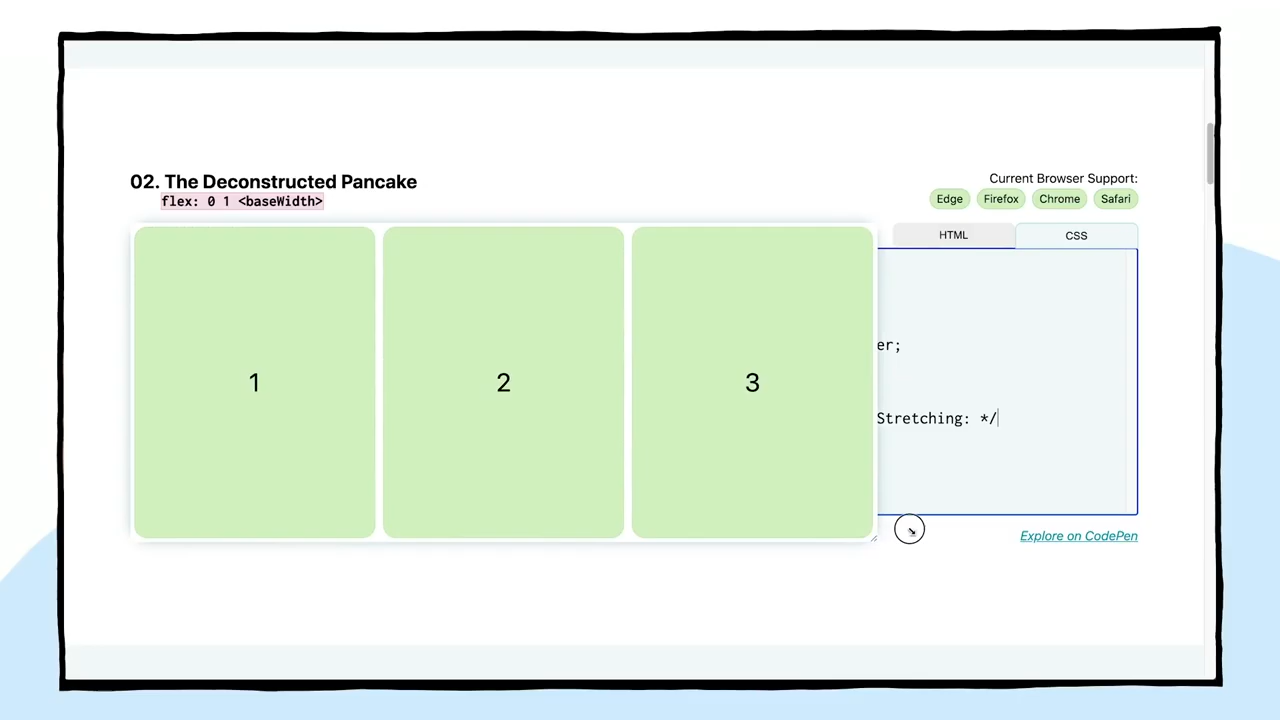 02. The Deconstructed Pancake
flex: 0 1 <baseWidth>
Current Browser Support:
Edge Firefox Chrome Safari
HTML CSS
1 2 3
er;
Stretching: */
Explore on CodePen